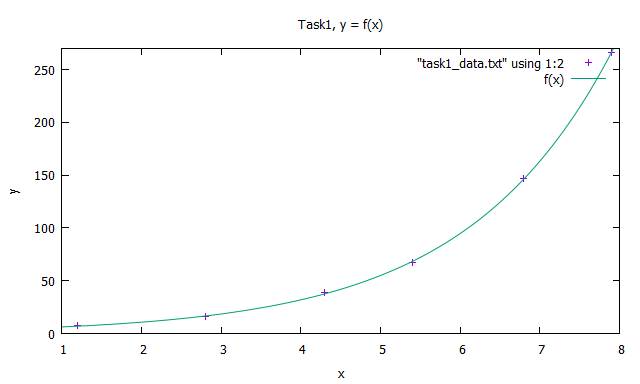 Task1, y = f(x)
"task1_data.txt" using 1:2
f(x)
250
200
150
100
50
0
y
1 2 3 4 5 6 7 8
x